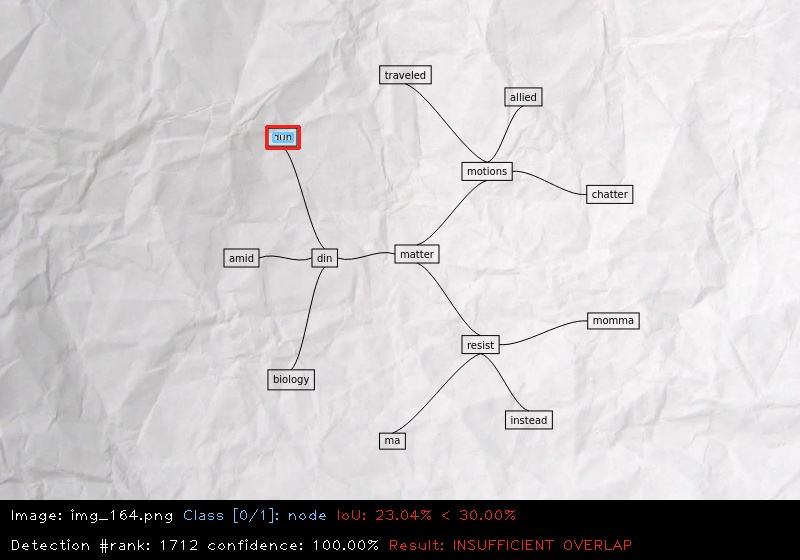 traveled
allied
motions
chatter
amid
din
matter
momma
resist
biology
instead
ma
Image: img_164.png Class [0/1]: node IoU: 23.04% < 30.00%
Detection #rank: 1712 confidence: 100.00% Result: INSUFFICIENT OVERLAP